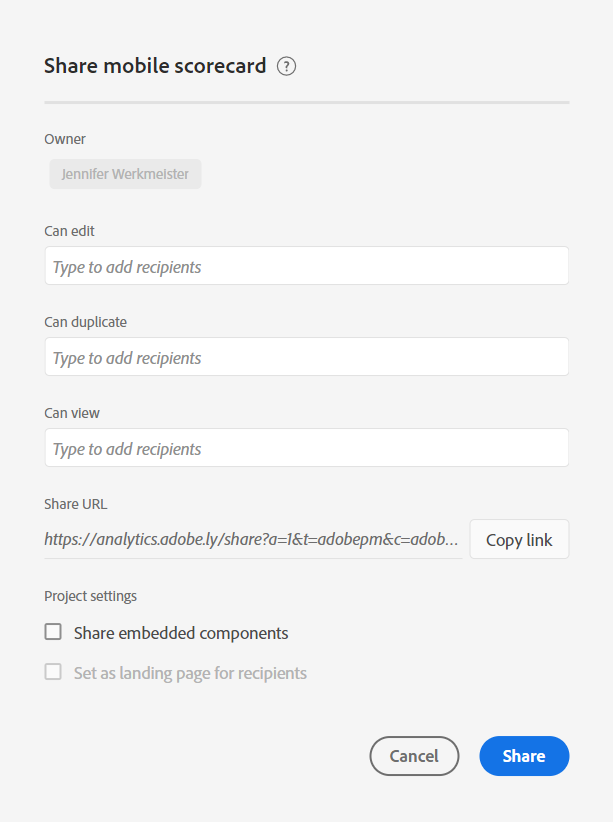 Share mobile scorecard ?
Owner
Jennifer Werkmeister
Can edit
Type to add recipients
Can duplicate
Type to add recipients
Can view
Type to add recipients
Share URL
https://analytics.adobe.ly/share?a=1&t=adobepm&c=adob... Copy link
Project settings
Share embedded components
Set as landing page for recipients
Cancel Share